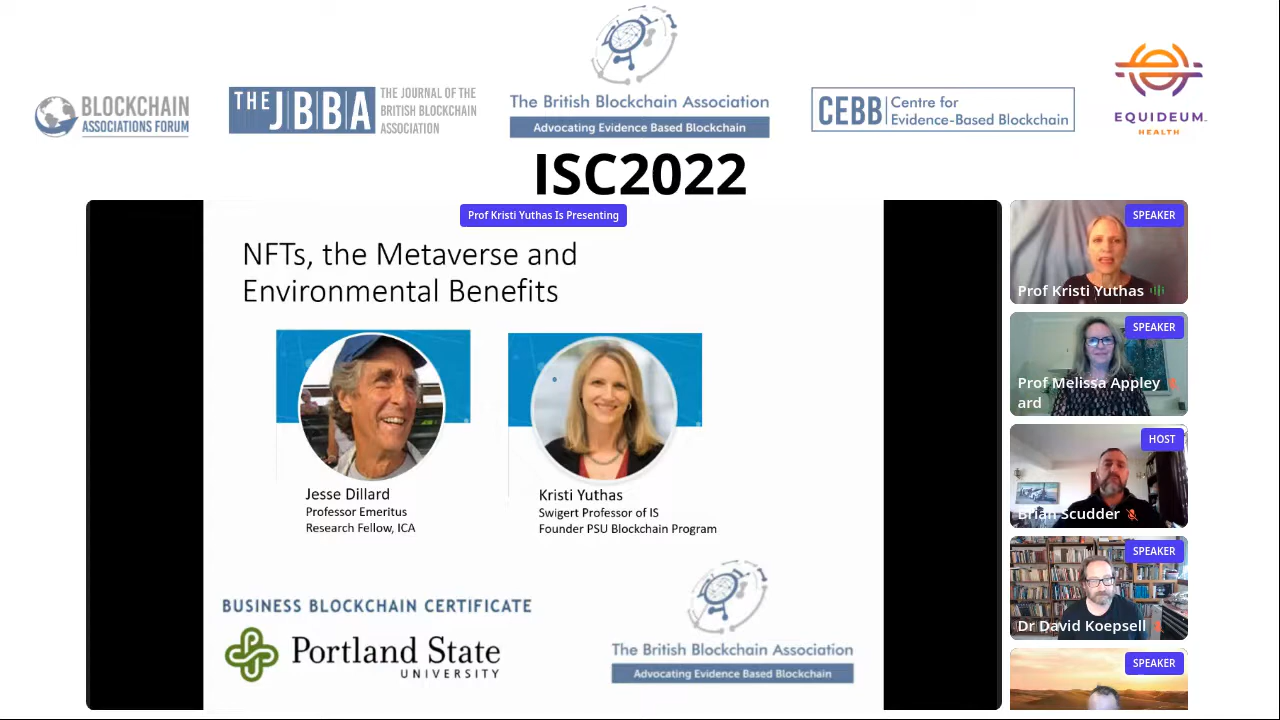 BLOCKCHAIN
ASSOCIATIONS FORUM
THE JBBA
THE JOURNAL OF THE
BRITISH BLOCKCHAIN
ASSOCIATION
The British Blockchain Association
Advocating Evidence Based Blockchain
CEBB
Centre for
Evidence-Based Blockchain
EQUIDEUM
HEALTH
ISC2022
Prof Kristi Yuthas Is Presenting
NFTs, the Metaverse and
Environmental Benefits
Jesse Dillard
Professor Emeritus
Research Fellow, ICA
Kristi Yuthas
Swigert Professor of IS
Founder PSU Blockchain Program
BUSINESS BLOCKCHAIN CERTIFICATE
Portland State
UNIVERSITY
The British Blockchain Association
Advocating Evidence Based Blockchain
SPEAKER
Prof Kristi Yuthas
SPEAKER
Prof Melissa Appley
ard
HOST
Brian Scudder
SPEAKER
Dr David Koepsell
SPEAKER